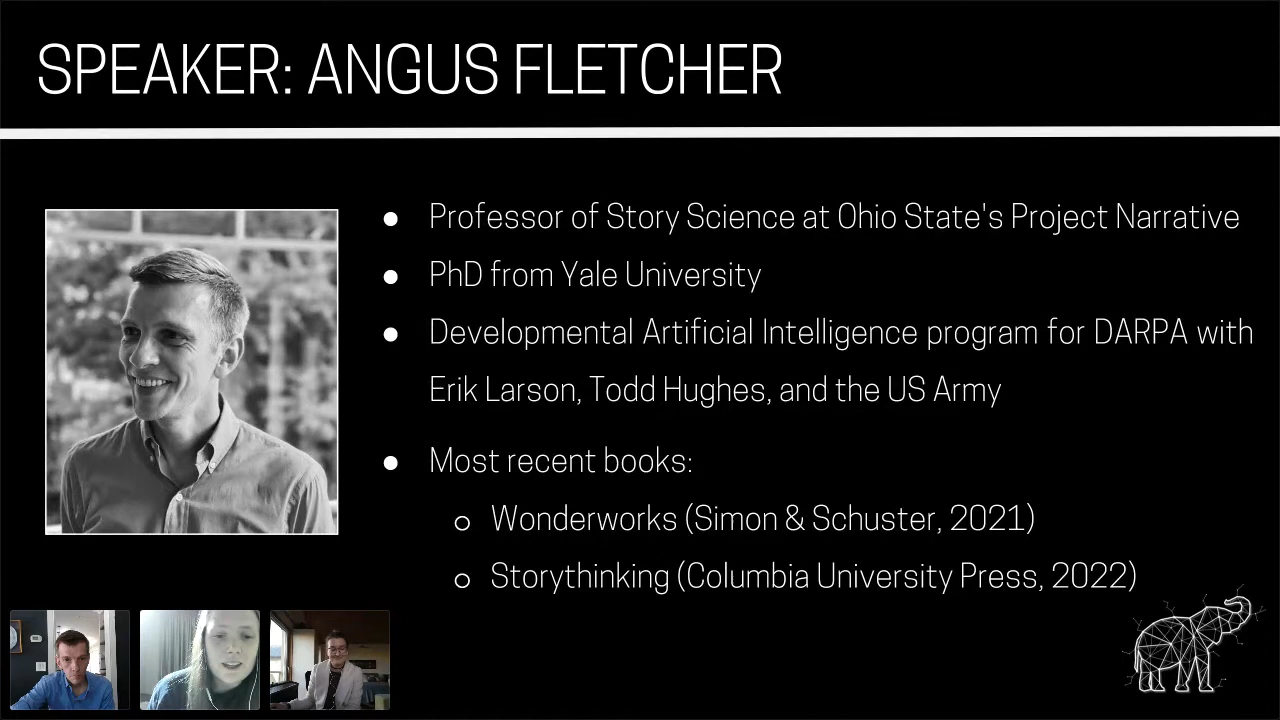 SPEAKER: ANGUS FLETCHER
Professor of Story Science at Ohio State's Project Narrative
PhD from Yale University
Developmental Artificial Intelligence program for DARPA with
Erik Larson, Todd Hughes, and the US Army
Most recent books:
Wonderworks (Simon & Schuster, 2021)
Storythinking (Columbia University Press, 2022)